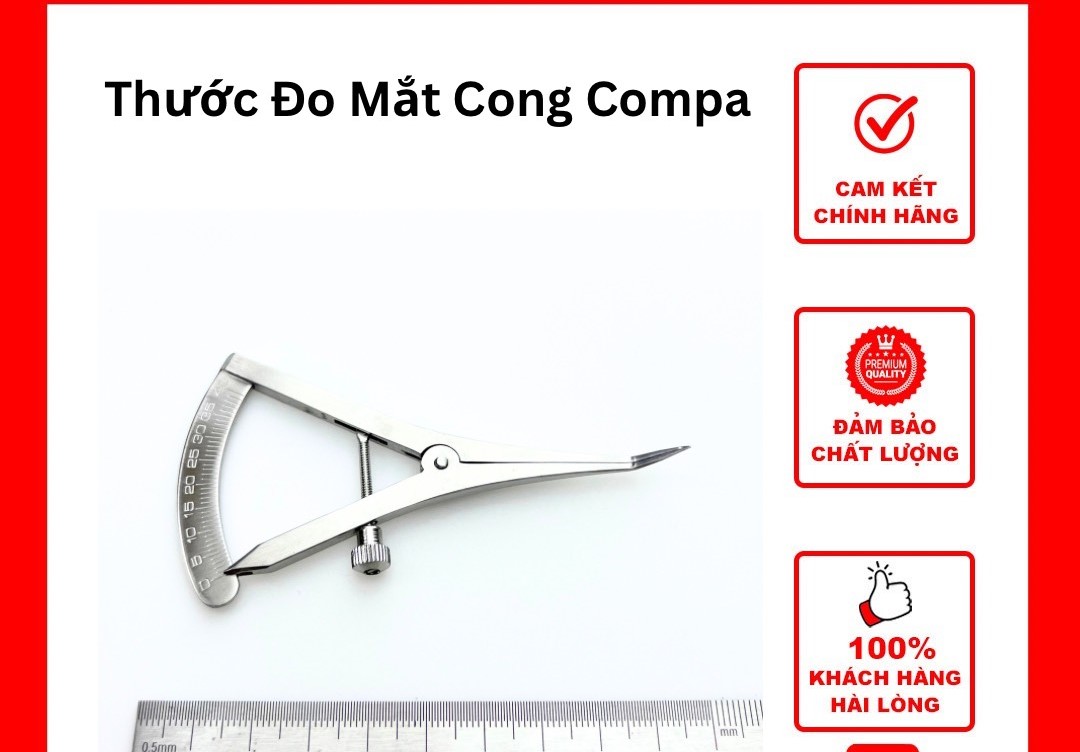 Thước Đo Mắt Cong Compa
CAM KẾT
CHÍNH HÃNG
PREMIUM
QUALITY
ĐẢM BẢO
CHẤT LƯỢNG
100%
KHÁCH HÀNG
HÀI LÒNG
35
30
25
20
15
10
5
0
0.5mm
mm